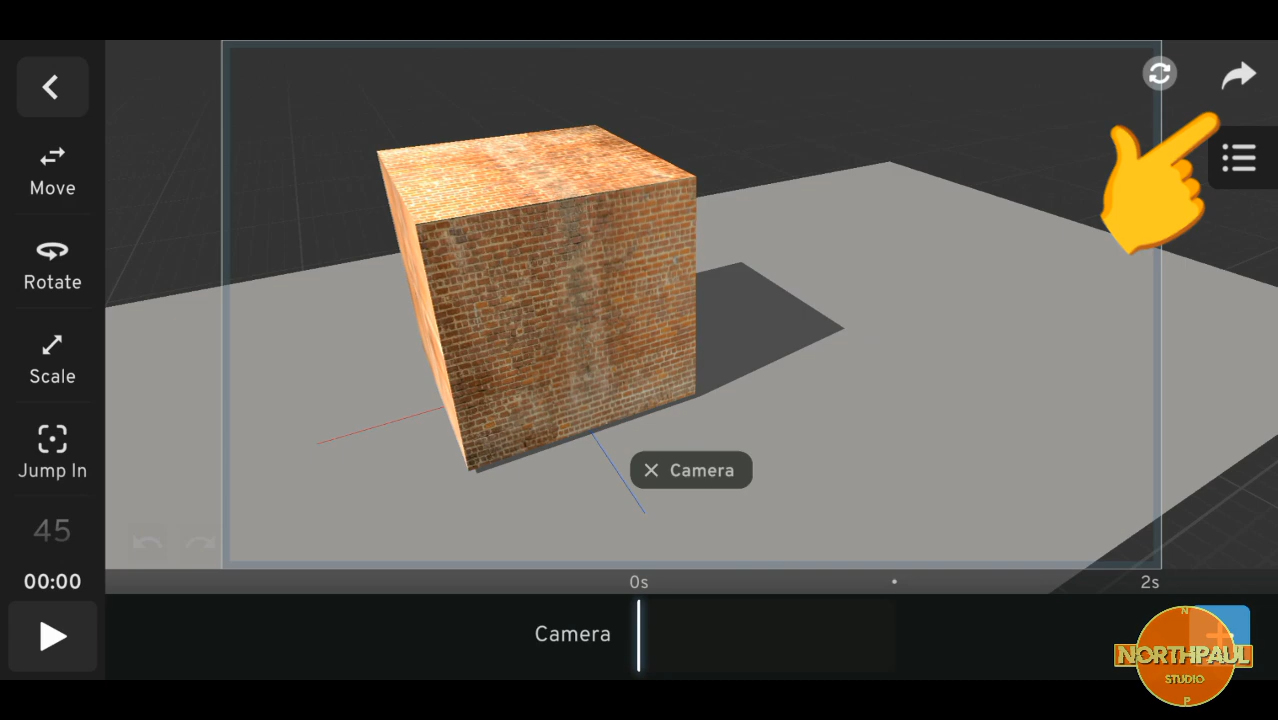 Move
Rotate
Scale
Jump In
45
00:00
Camera
0s
2s
Camera
N
NORTHPAUL
STUDIO
P